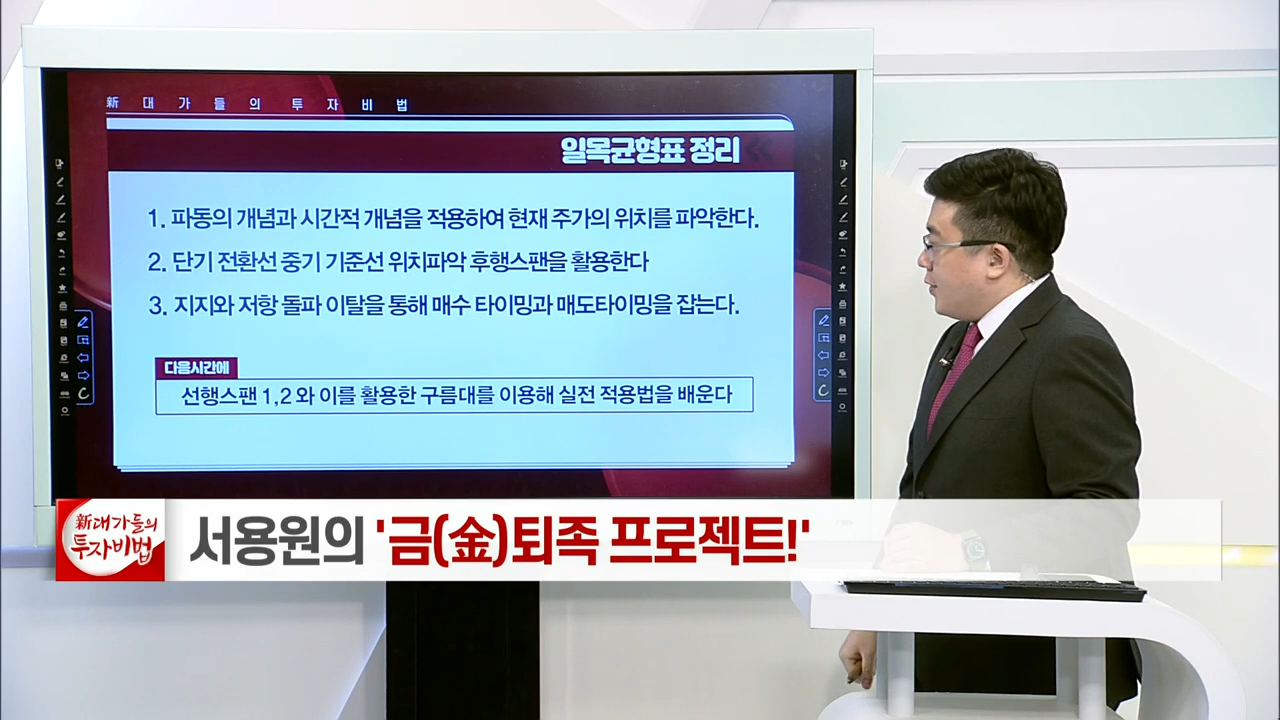 新 대 가 들 의 투 자 비 법
일목균형표 정리
1. 파동의 개념과 시간적 개념을 적용하여 현재 주가의 위치를 파악한다.
2. 단기 전환선 중기 기준선 위치파악 후행스팬을 활용한다
3. 지지와 저항 돌파 이탈을 통해 매수 타이밍과 매도타이밍을 잡는다.
다음시간에
선행스팬 1,2 와 이를 활용한 구름대를 이용해 실전 적용법을 배운다
新대가들의
투자비법
서용원의 '금(金)퇴족 프로젝트!'